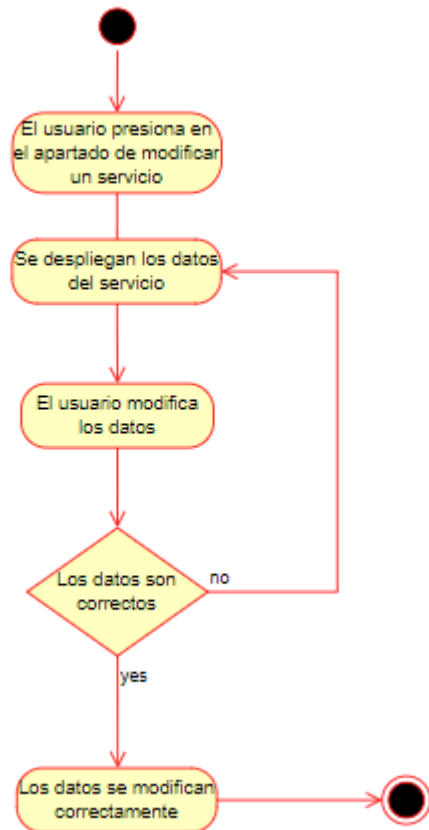 El usuario presiona en
el apartado de modificar
un servicio
Se despliegan los datos
del servicio
El usuario modifica
los datos
Los datos son
correctos
no
yes
Los datos se modifican
correctamente